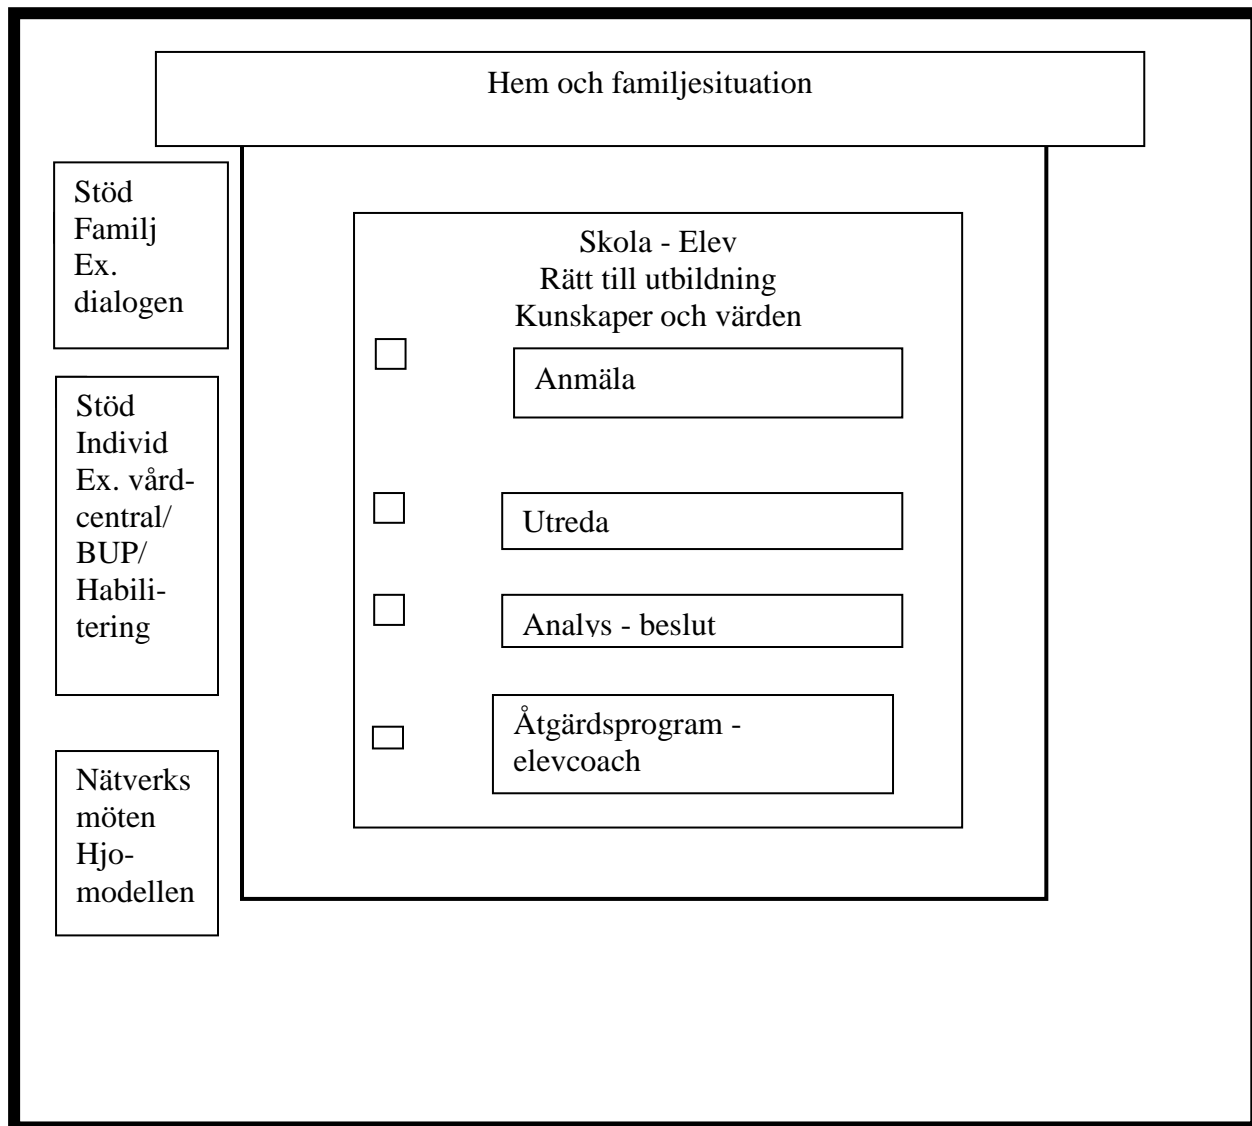 Hem och familjesituation
Stöd
Familj
Ex.
dialogen
Stöd
Individ
Ex. vård-
central/
BUP/
Habili-
tering
Nätverks
möten
Hjo-
modellen
Skola - Elev
Rätt till utbildning
Kunskaper och värden
Anmäla
Utreda
Analys - beslut
Åtgärdsprogram -
elevcoach